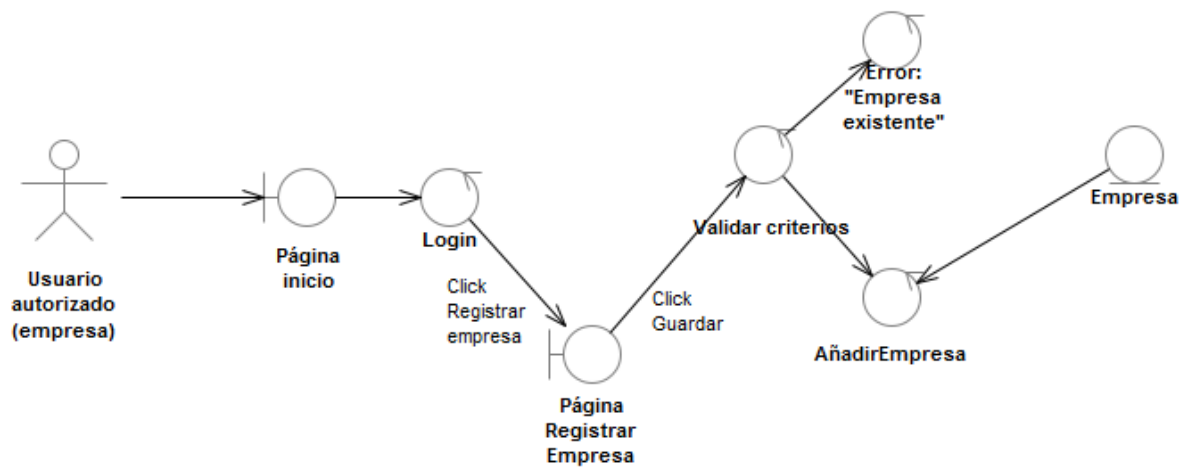 Usuario
autorizado
(empresa)
Página
inicio
Login
Click
Registrar
empresa
Página
Registrar
Empresa
Click
Guardar
Validar criterios
Error:
"Empresa
existente"
AñadirEmpresa
Empresa